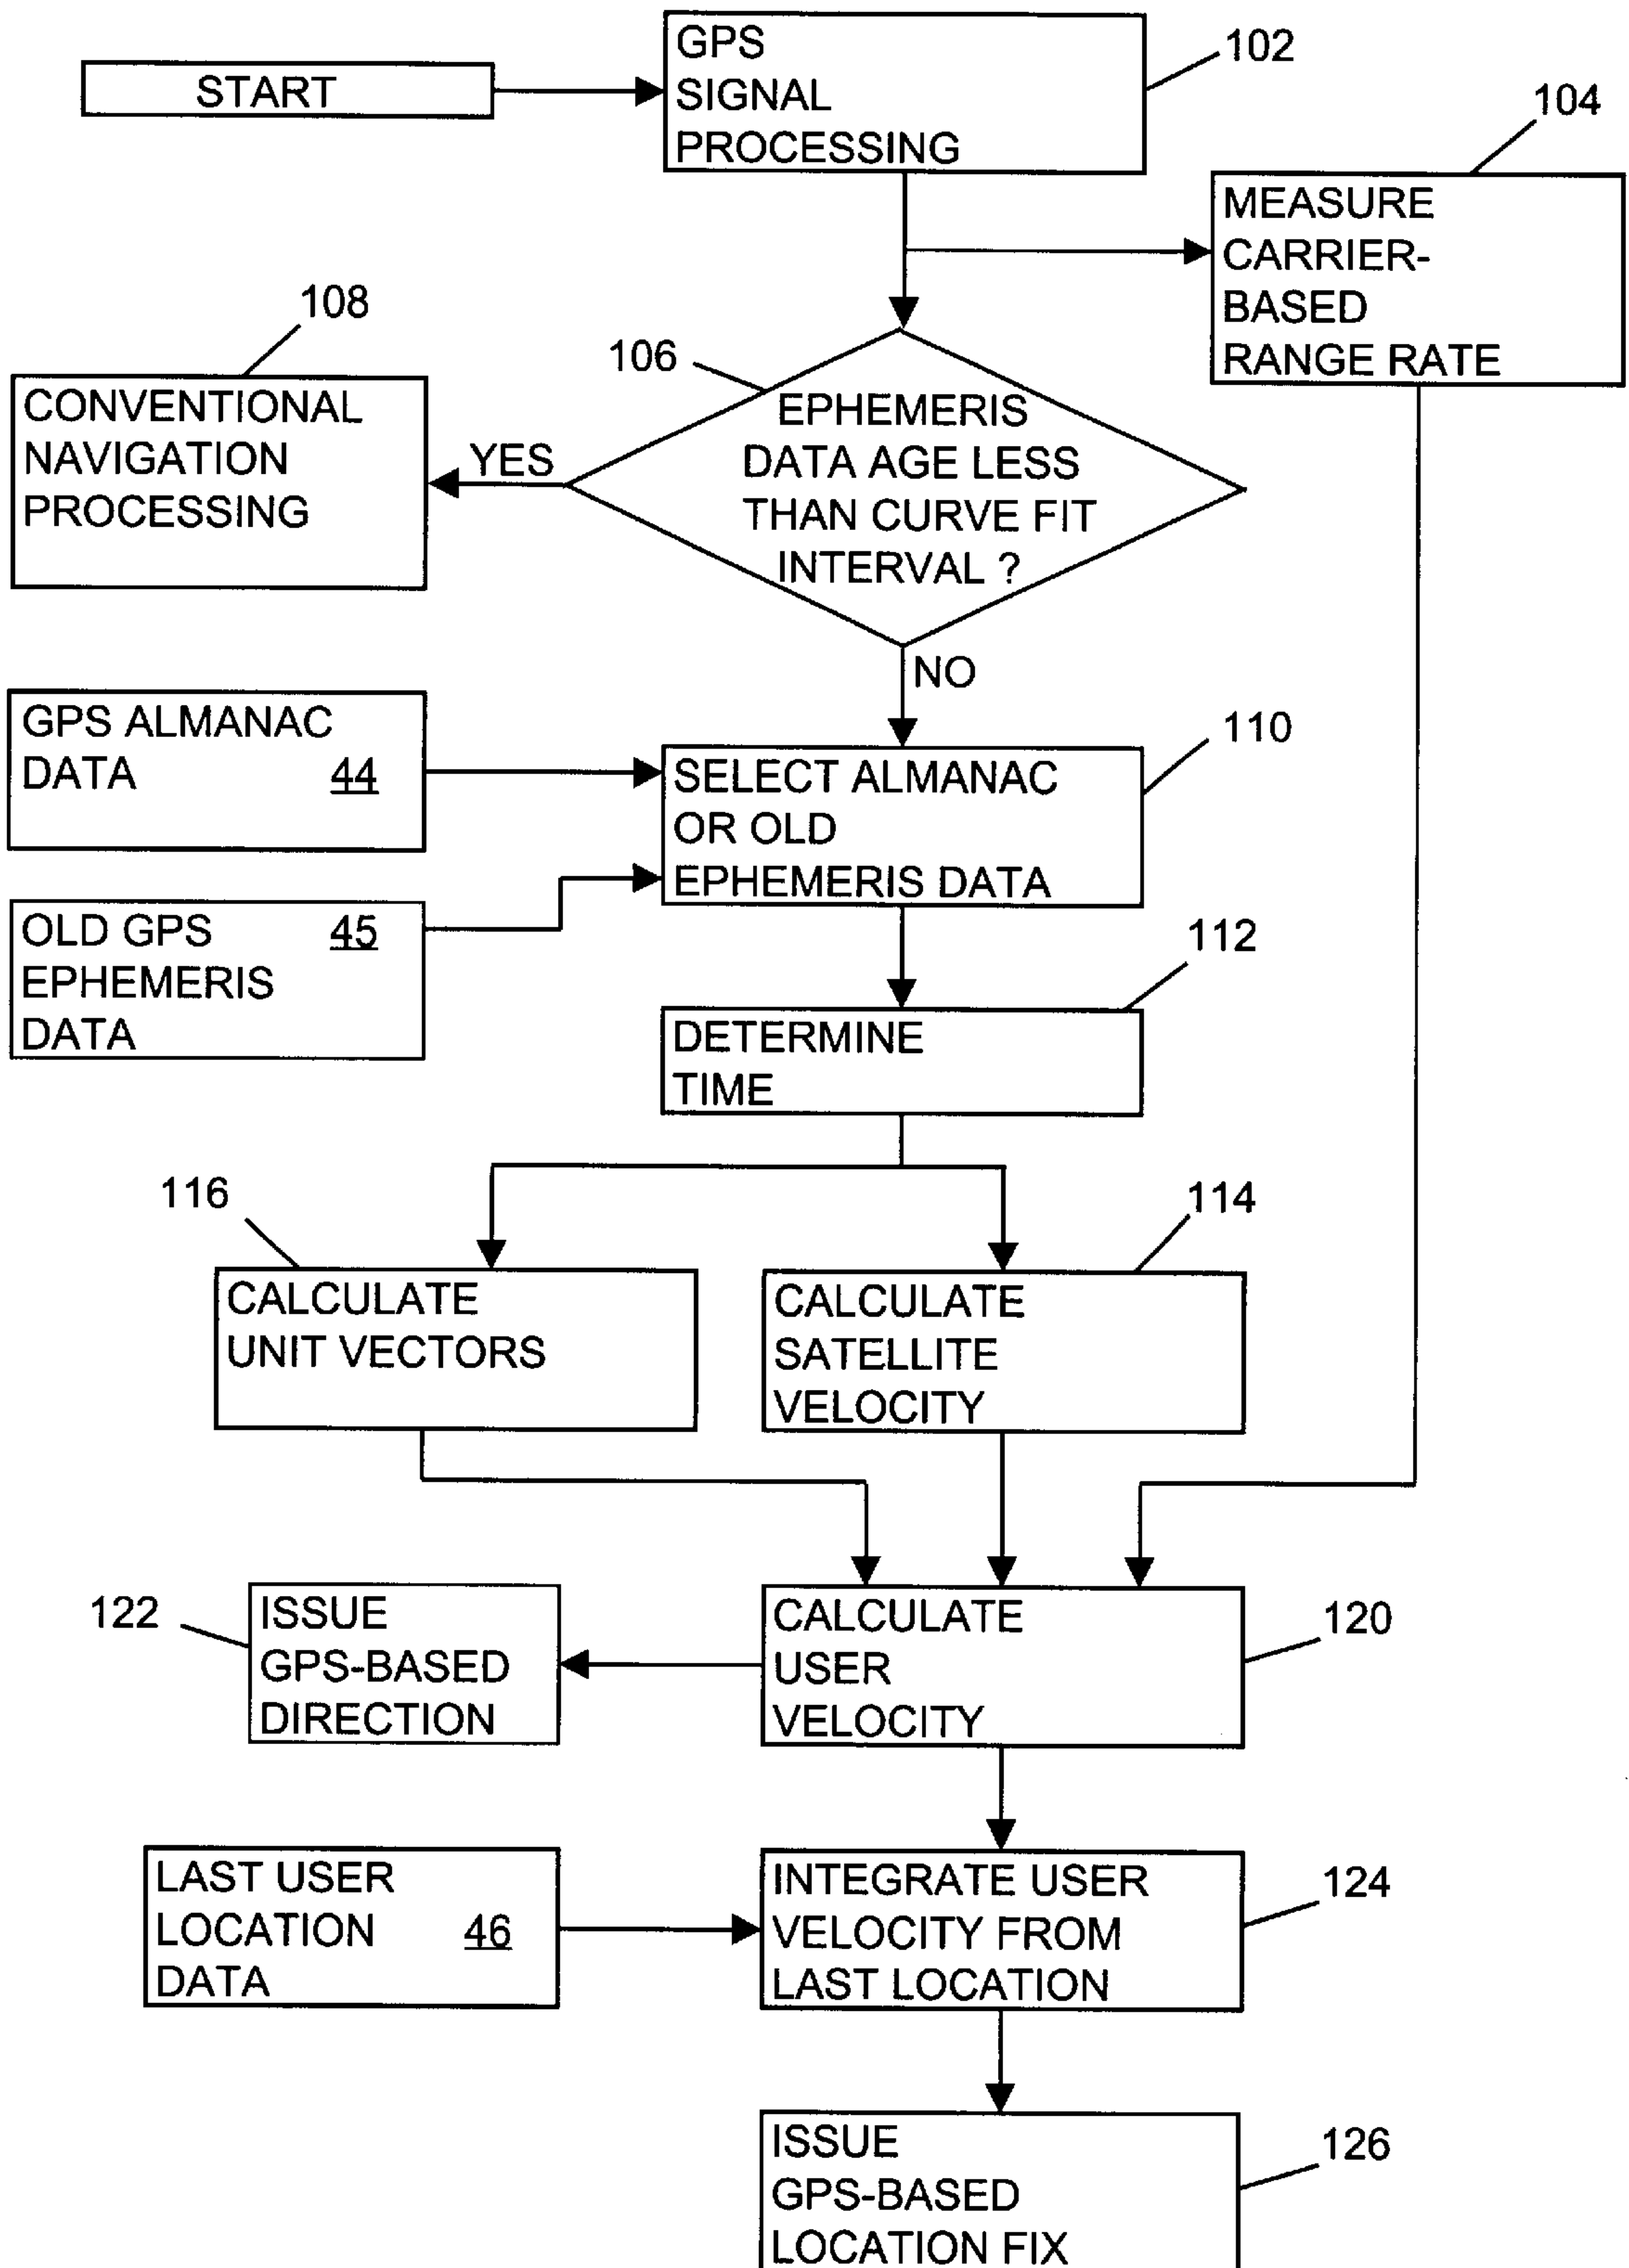 START
GPS
SIGNAL
PROCESSING
102
104
MEASURE
CARRIER-
BASED
RANGE RATE
108
CONVENTIONAL
NAVIGATION
PROCESSING
YES
106
EPHEMERIS
DATA AGE LESS
THAN CURVE FIT
INTERVAL ?
NO
GPS ALMANAC
DATA 44
110
SELECT ALMANAC
OR OLD
EPHEMERIS DATA
OLD GPS 45
EPHEMERIS
DATA
112
DETERMINE
TIME
116
CALCULATE
UNIT VECTORS
114
CALCULATE
SATELLITE
VELOCITY
122
ISSUE
GPS-BASED
DIRECTION
CALCULATE
USER
VELOCITY
120
LAST USER
LOCATION 46
DATA
INTEGRATE USER
VELOCITY FROM
LAST LOCATION
124
ISSUE
GPS-BASED
LOCATION FIX
126